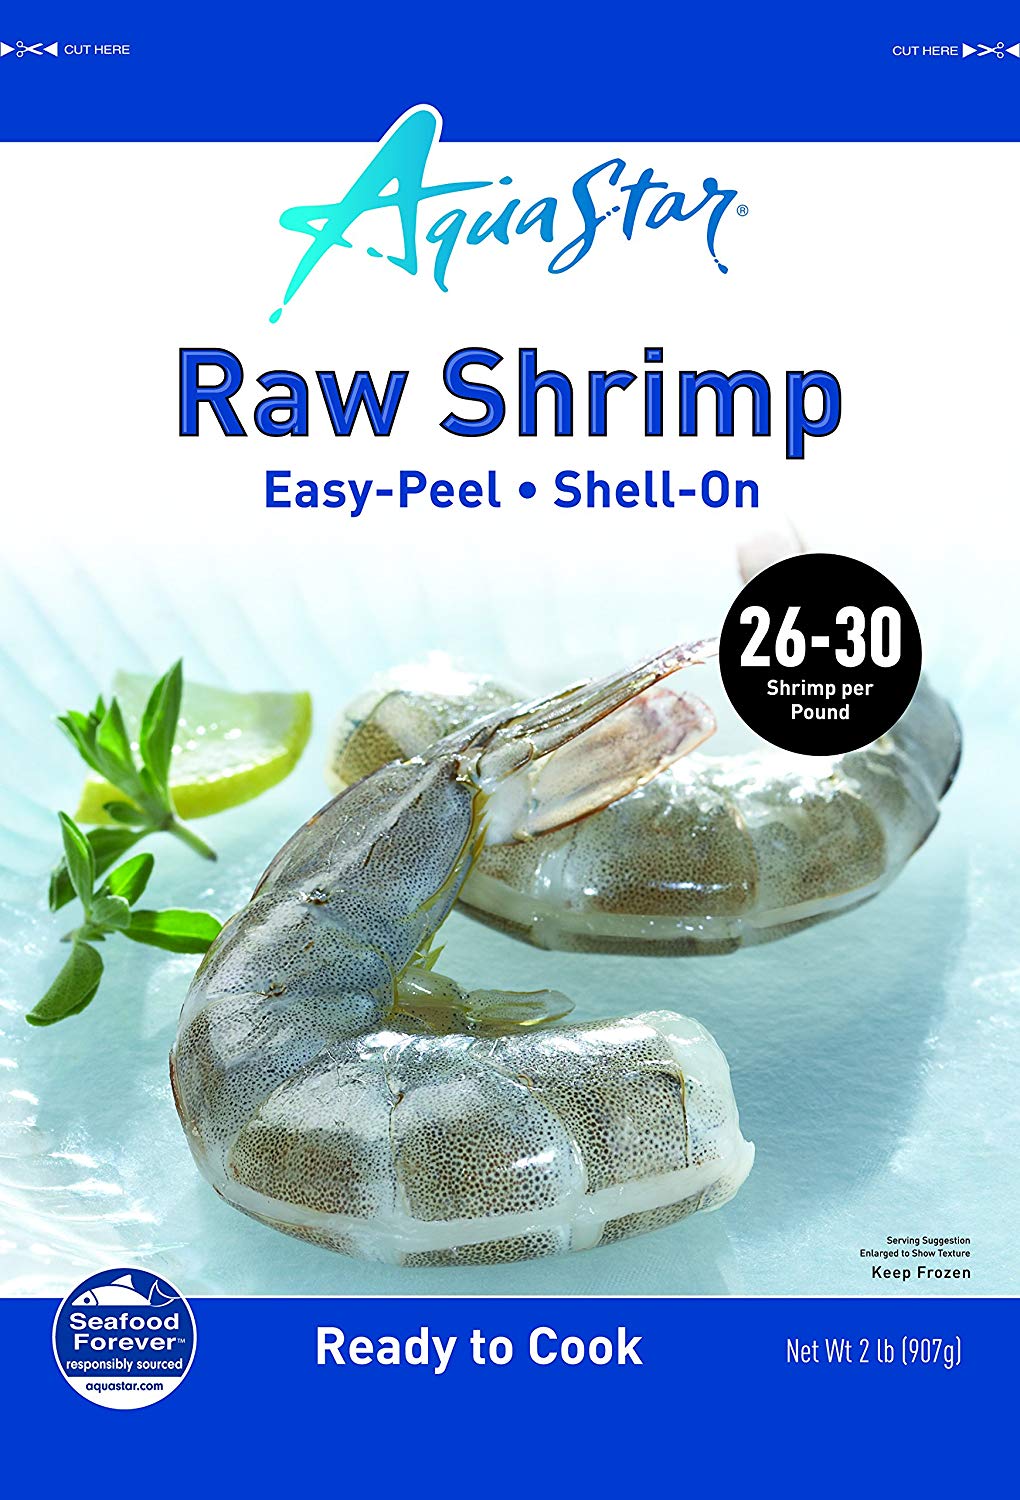 CUT HERE
CUT HERE
AquaStar®
Raw Shrimp
Easy-Peel • Shell-On
26-30
Shrimp per
Pound
Serving Suggestion
Enlarged to Show Texture
Keep Frozen
Seafood
Forever™
responsibly sourced
aquastar.com
Ready to Cook
Net Wt 2 lb (907g)